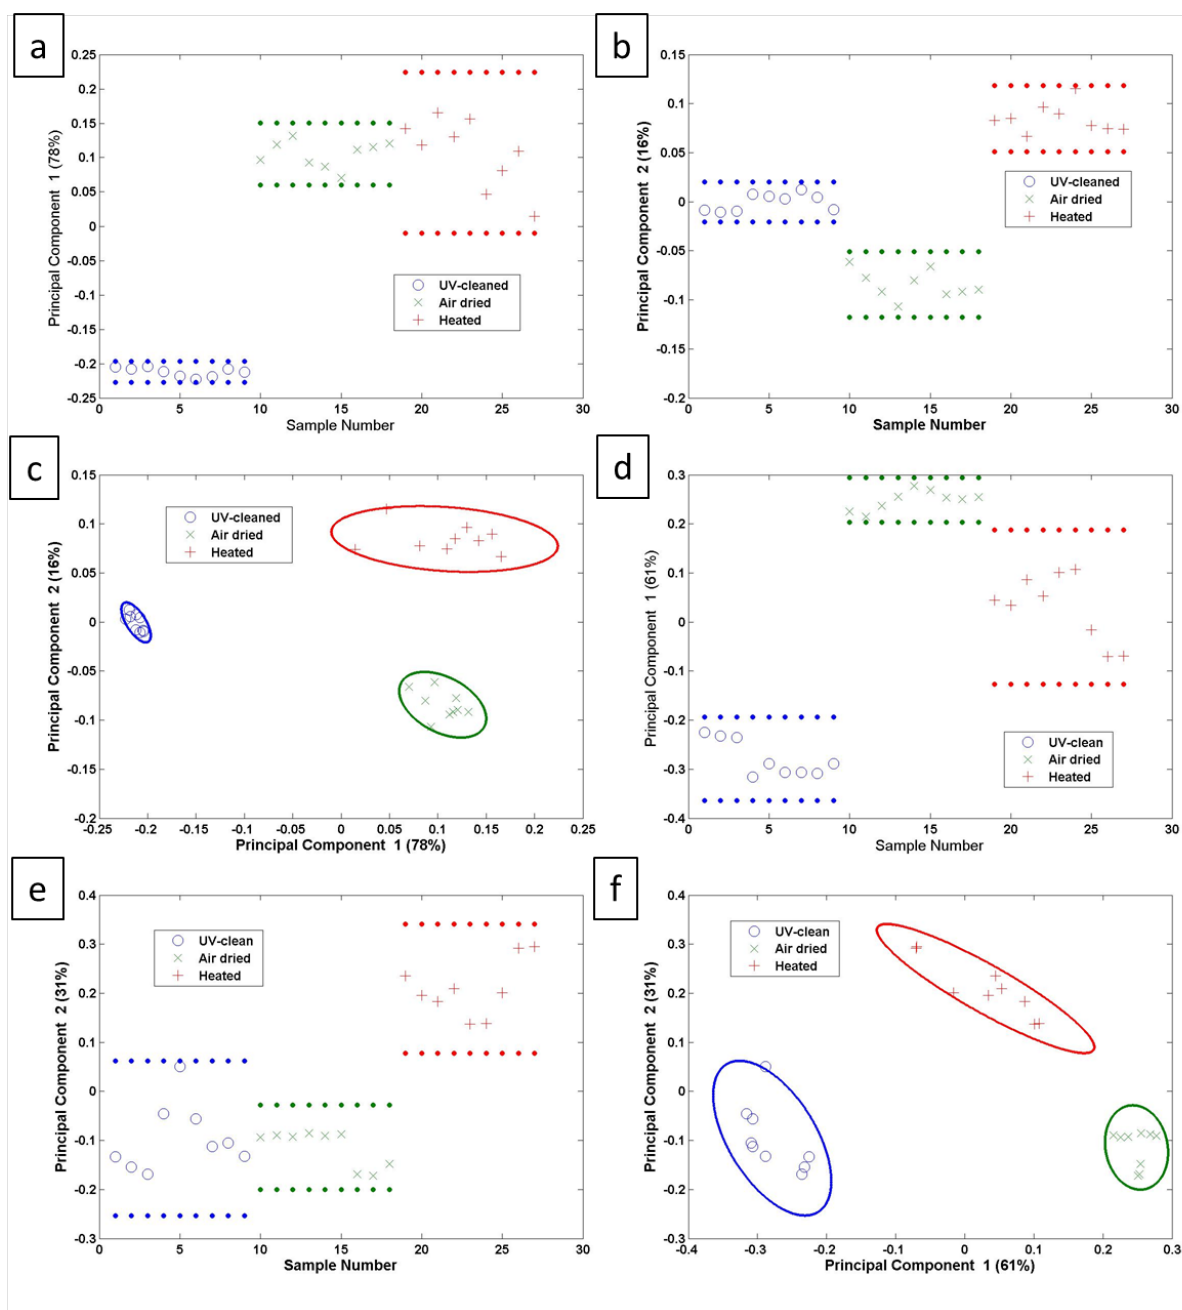 a
0.25
0.2
0.15
0.1
0.05
0
-0.05
-0.1
-0.15
-0.2
-0.25
Principal Component 1 (78%)
UV-cleaned
Air dried
Heated
0 5 10 15 20 25 30
Sample Number
b
0.15
0.1
0.05
0
-0.05
-0.1
-0.15
-0.2
Principal Component 2 (16%)
UV-cleaned
Air dried
Heated
0 5 10 15 20 25 30
Sample Number
c
0.15
0.1
0.05
0
-0.05
-0.1
-0.15
-0.2
Principal Component 2 (16%)
UV-cleaned
Air dried
Heated
-0.25 -0.2 -0.15 -0.1 -0.05 0 0.05 0.1 0.15 0.2 0.25
Principal Component 1 (78%)
d
0.3
0.2
0.1
0
-0.1
-0.2
-0.3
-0.4
Principal Component 1 (61%)
UV-clean
Air dried
Heated
0 5 10 15 20 25 30
Sample Number
e
0.4
0.3
0.2
0.1
0
-0.1
-0.2
-0.3
Principal Component 2 (31%)
UV-clean
Air dried
Heated
0 5 10 15 20 25 30
Sample Number
f
0.4
0.3
0.2
0.1
0
-0.1
-0.2
-0.3
Principal Component 2 (31%)
UV-clean
Air dried
Heated
-0.4 -0.3 -0.2 -0.1 0 0.1 0.2 0.3
Principal Component 1 (61%)